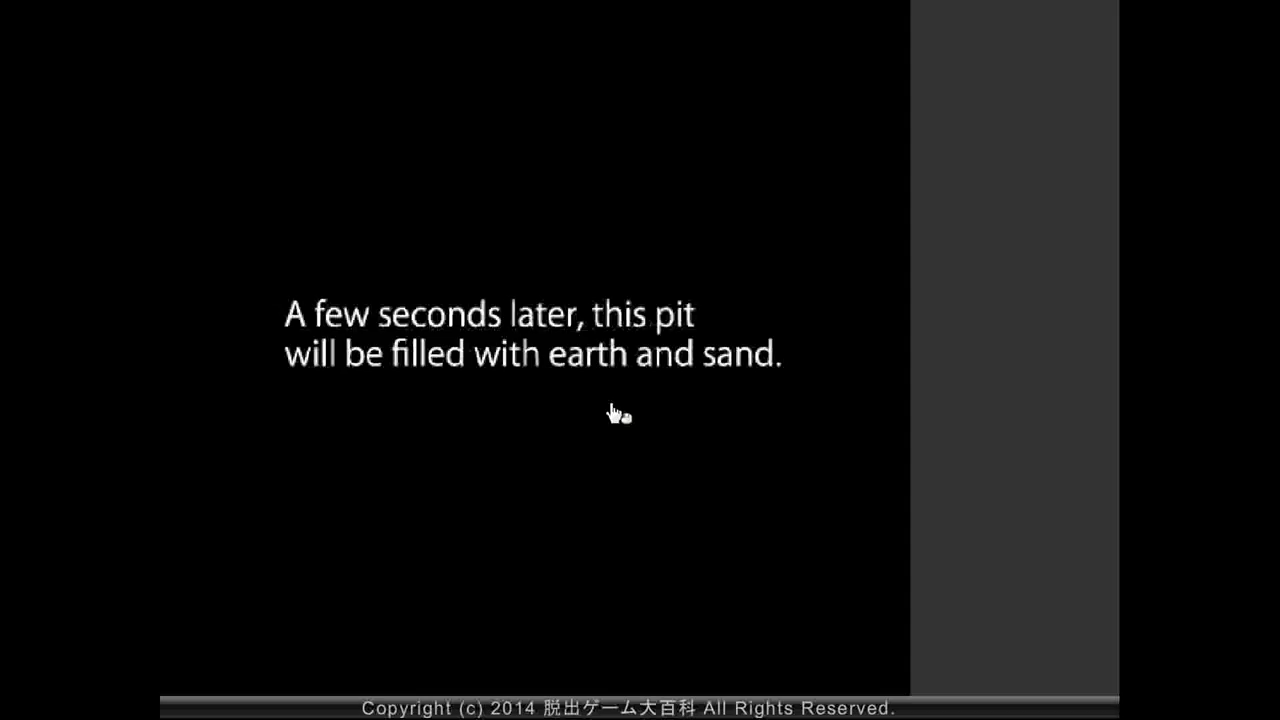 A few seconds later, this pit
will be filled with earth and sand.
Copyright (c) 2014 脱出ゲーム大百科 All Rights Reserved.